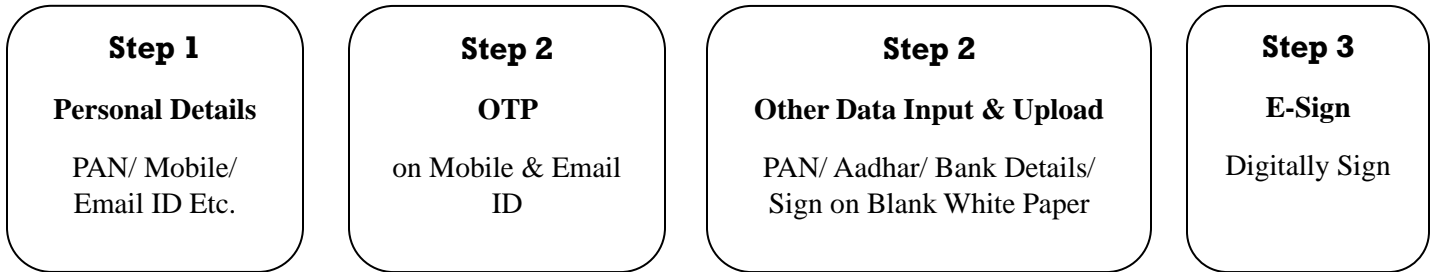 Step 1
Personal Details
PAN/ Mobile/
Email ID Etc.
Step 2
OTP
on Mobile & Email
ID
Step 2
Other Data Input & Upload
PAN/ Aadhar/ Bank Details/
Sign on Blank White Paper
Step 3
E-Sign
Digitally Sign